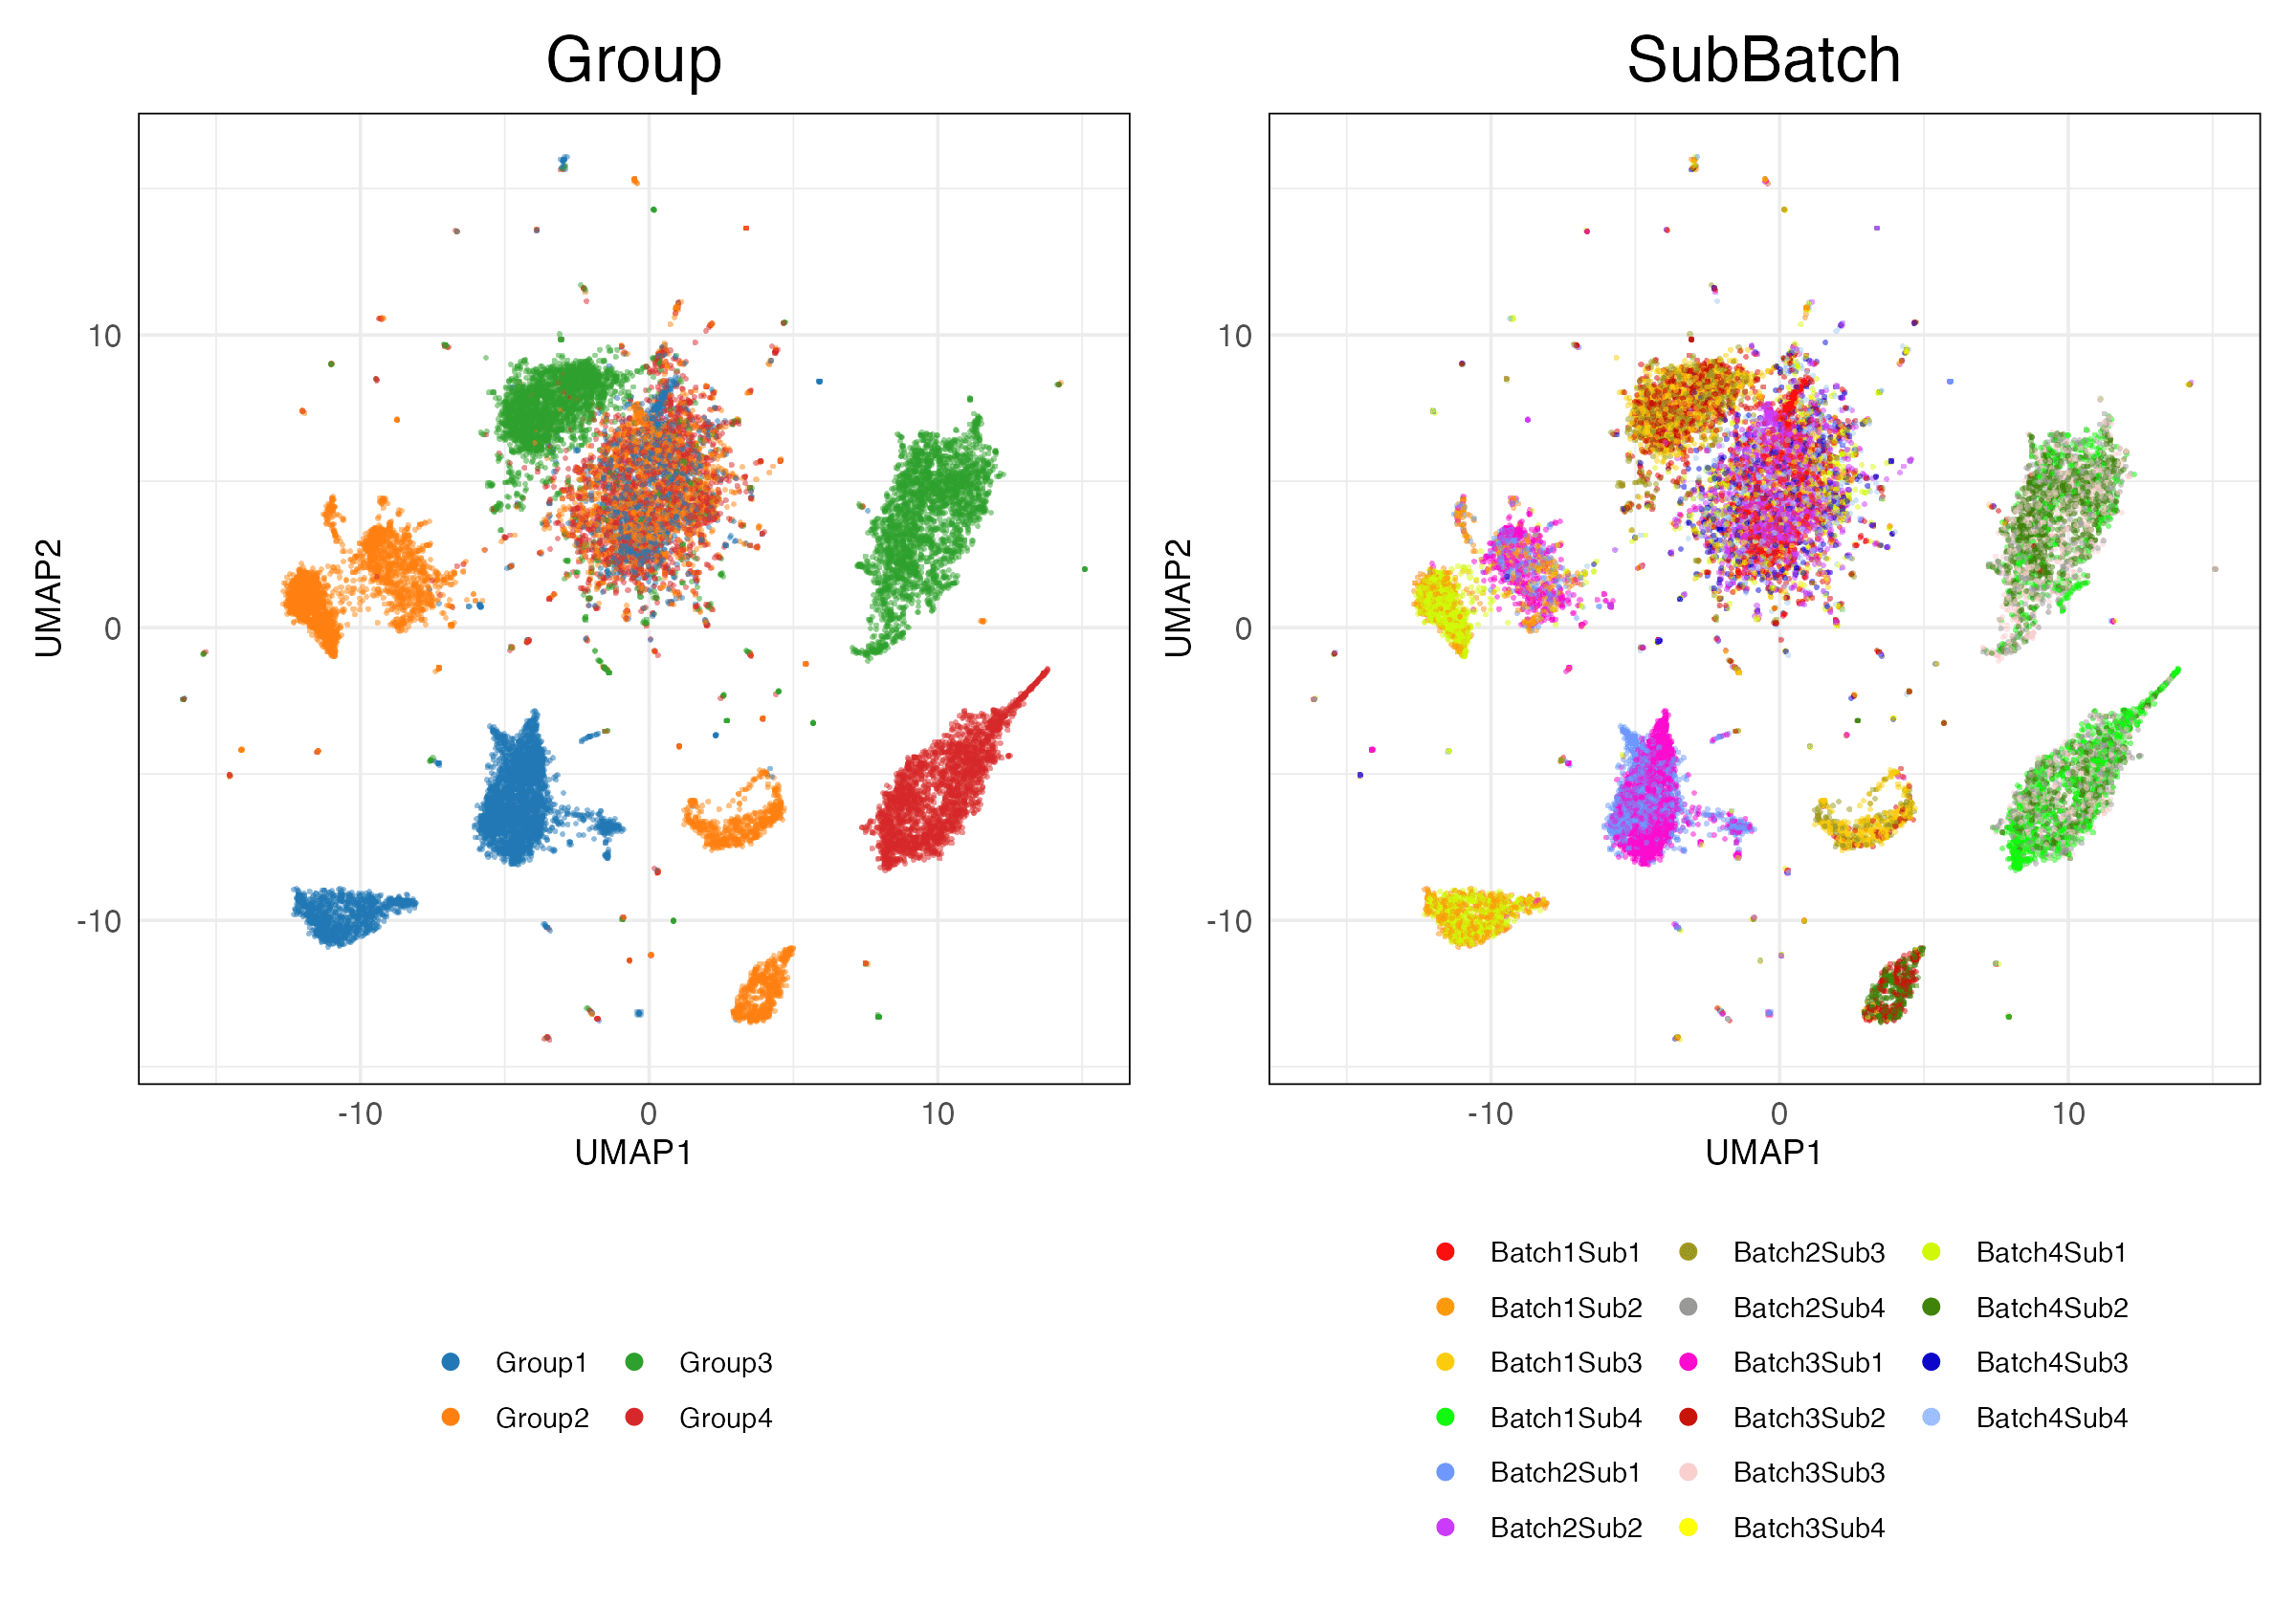 Group
UMAP2
10
0
-10
-10 0 10
UMAP1
Group1 Group3
Group2 Group4
SubBatch
UMAP2
10
0
-10
-10 0 10
UMAP1
Batch1Sub1 Batch2Sub3 Batch4Sub1
Batch1Sub2 Batch2Sub4 Batch4Sub2
Batch1Sub3 Batch3Sub1 Batch4Sub3
Batch1Sub4 Batch3Sub2 Batch4Sub4
Batch2Sub1 Batch3Sub3
Batch2Sub2 Batch3Sub4